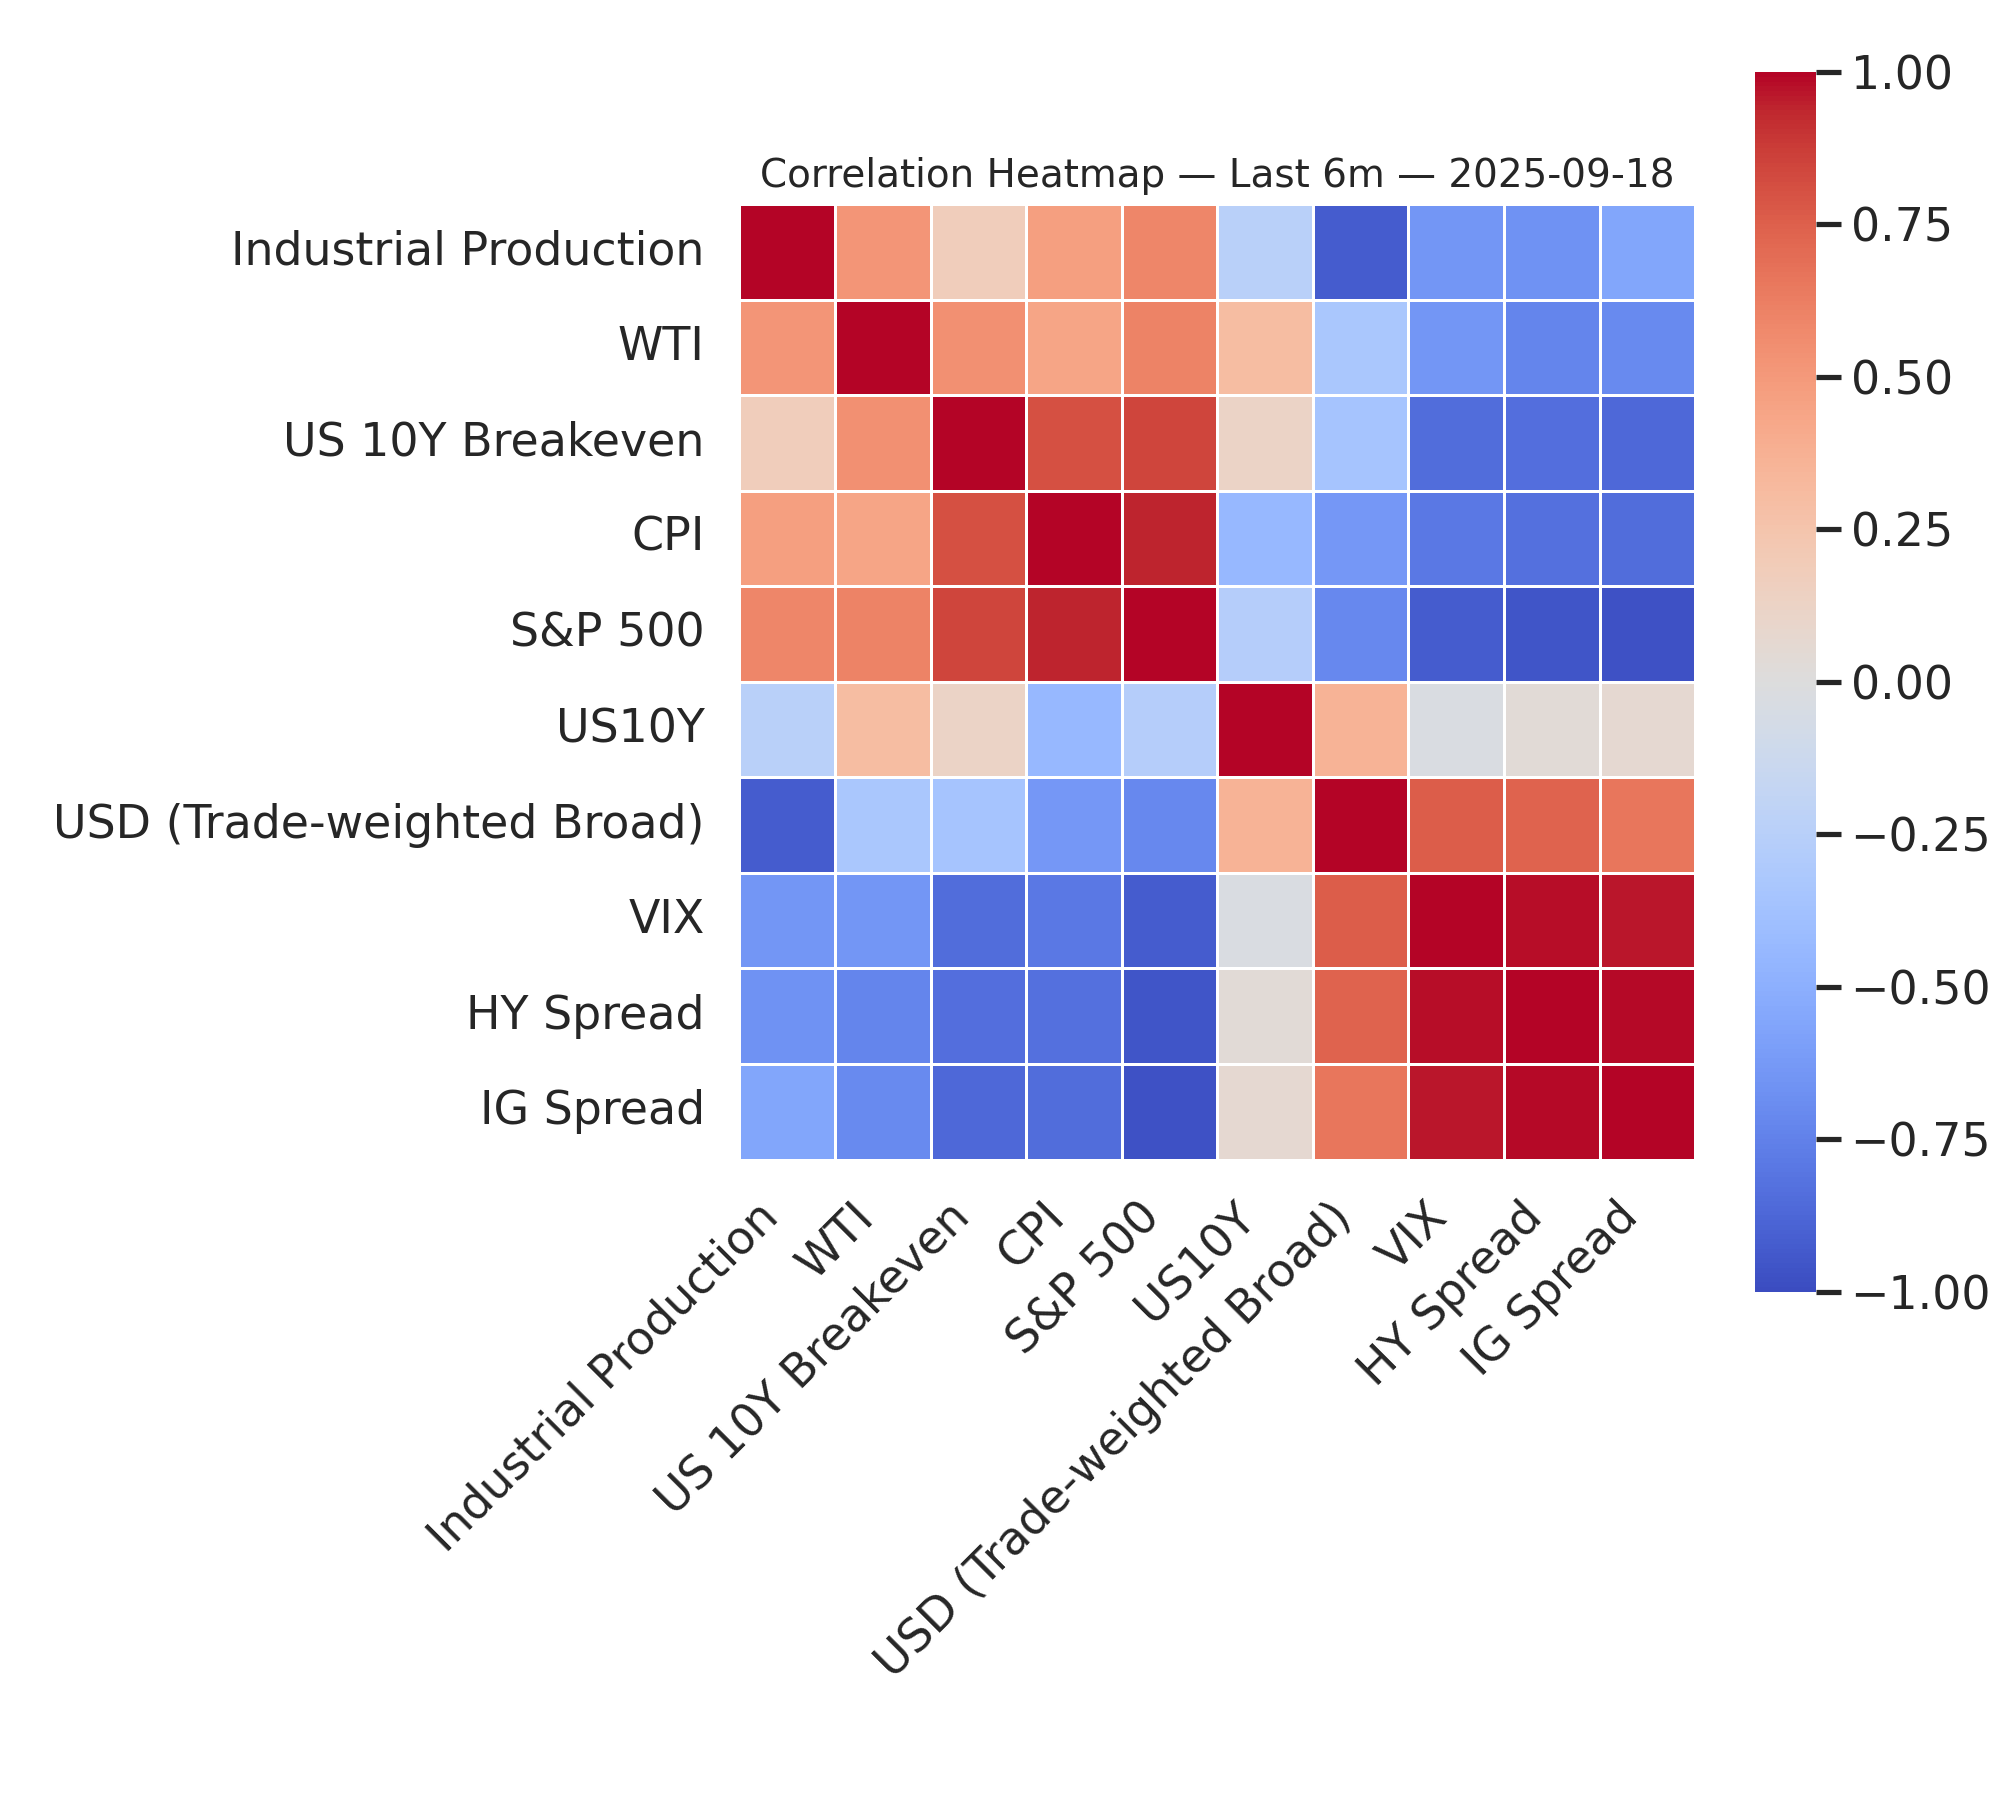 Correlation Heatmap — Last 6m — 2025-09-18
Industrial Production
WTI
US 10Y Breakeven
CPI
S&P 500
US10Y
USD (Trade-weighted Broad)
VIX
HY Spread
IG Spread
Industrial Production
WTI
US 10Y Breakeven
CPI
S&P 500
US10Y
USD (Trade-weighted Broad)
VIX
HY Spread
IG Spread
1.00
0.75
0.50
0.25
0.00
−0.25
−0.50
−0.75
−1.00